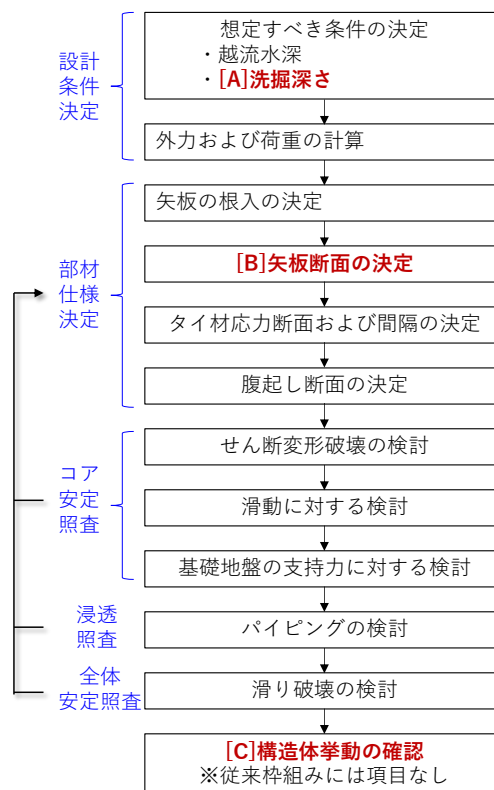 設計
条件
決定
想定すべき条件の決定
・越流水深
・[A]洗掘深さ
外力および荷重の計算
部材
仕様
決定
矢板の根入の決定
[B]矢板断面の決定
タイ材応力断面および間隔の決定
腹起し断面の決定
コア
安定
照査
せん断変形破壊の検討
滑動に対する検討
基礎地盤の支持力に対する検討
浸透
照査
パイピングの検討
全体
安定照査
滑り破壊の検討
[C]構造体挙動の確認
※従来枠組みには項目なし